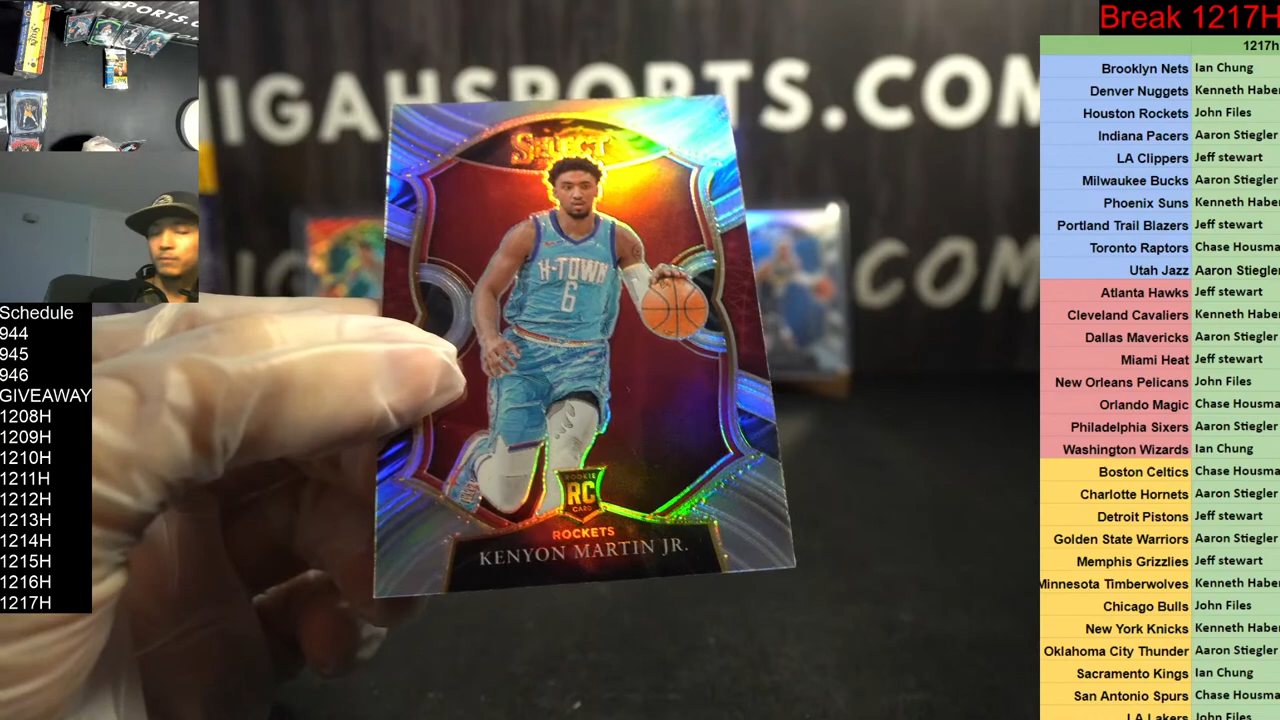 Break 1217H
1217h
Brooklyn Nets Ian Chung
Denver Nuggets Kenneth Haber
Houston Rockets John Files
Indiana Pacers Aaron Stiegler
LA Clippers Jeff stewart
Milwaukee Bucks Aaron Stiegler
Phoenix Suns Kenneth Haber
Portland Trail Blazers Jeff stewart
Toronto Raptors Chase Housma
Utah Jazz Aaron Stiegler
Atlanta Hawks Jeff stewart
Cleveland Cavaliers Kenneth Haber
Dallas Mavericks Aaron Stiegler
Miami Heat Jeff stewart
New Orleans Pelicans John Files
Orlando Magic Chase Housma
Philadelphia Sixers Aaron Stiegler
Washington Wizards Ian Chung
Boston Celtics Chase Housma
Charlotte Hornets Aaron Stiegler
Detroit Pistons Jeff stewart
Golden State Warriors Aaron Stiegler
Memphis Grizzlies Jeff stewart
Minnesota Timberwolves Kenneth Haber
Chicago Bulls John Files
New York Knicks Kenneth Haber
Oklahoma City Thunder Aaron Stiegler
Sacramento Kings Ian Chung
San Antonio Spurs Chase Housma
LA Lakers John Files
Schedule
944
945
946
GIVEAWAY
1208H
1209H
1210H
1211H
1212H
1213H
1214H
1215H
1216H
1217H
IGAHSPORTS.COM
COM
SELECT
H-TOWN
6
ROOKIE
RC
CARD
ROCKETS
KENYON MARTIN JR.